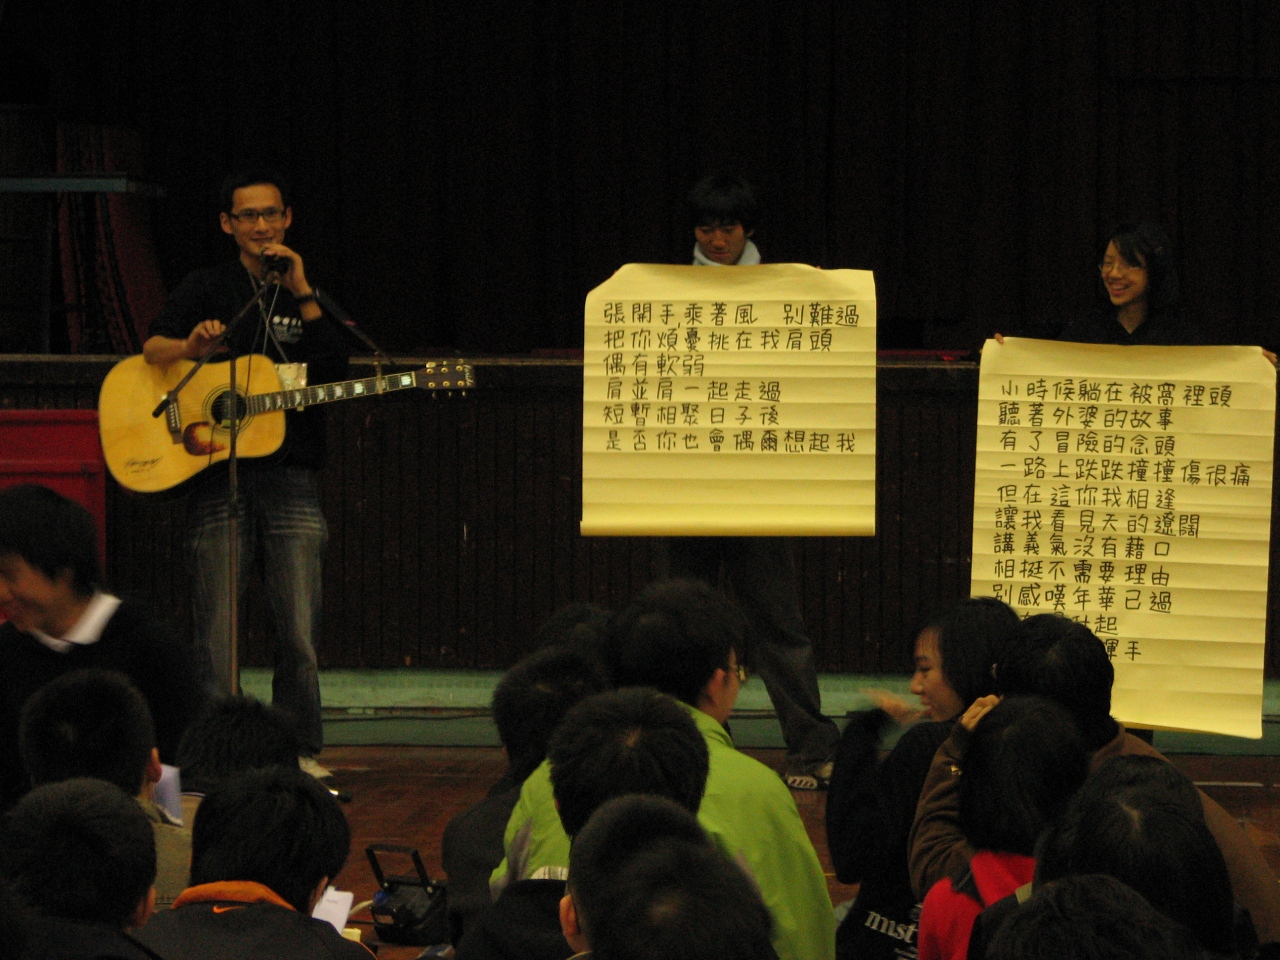 張開手,乘著風 別難過
把你煩憂挑在我肩頭
偶有軟弱
肩並肩一起走過
短暫相聚日子後
是否你也會偶爾想起我
小時候躺在被窩裡頭
聽著外婆的故事
有了冒險的念頭
一路上跌跌撞撞傷很痛
但在這你我相逢
讓我看見天的遼闊
講義氣沒有藉口
相挺不需要理由
別感嘆年華已過
起
揮手
must